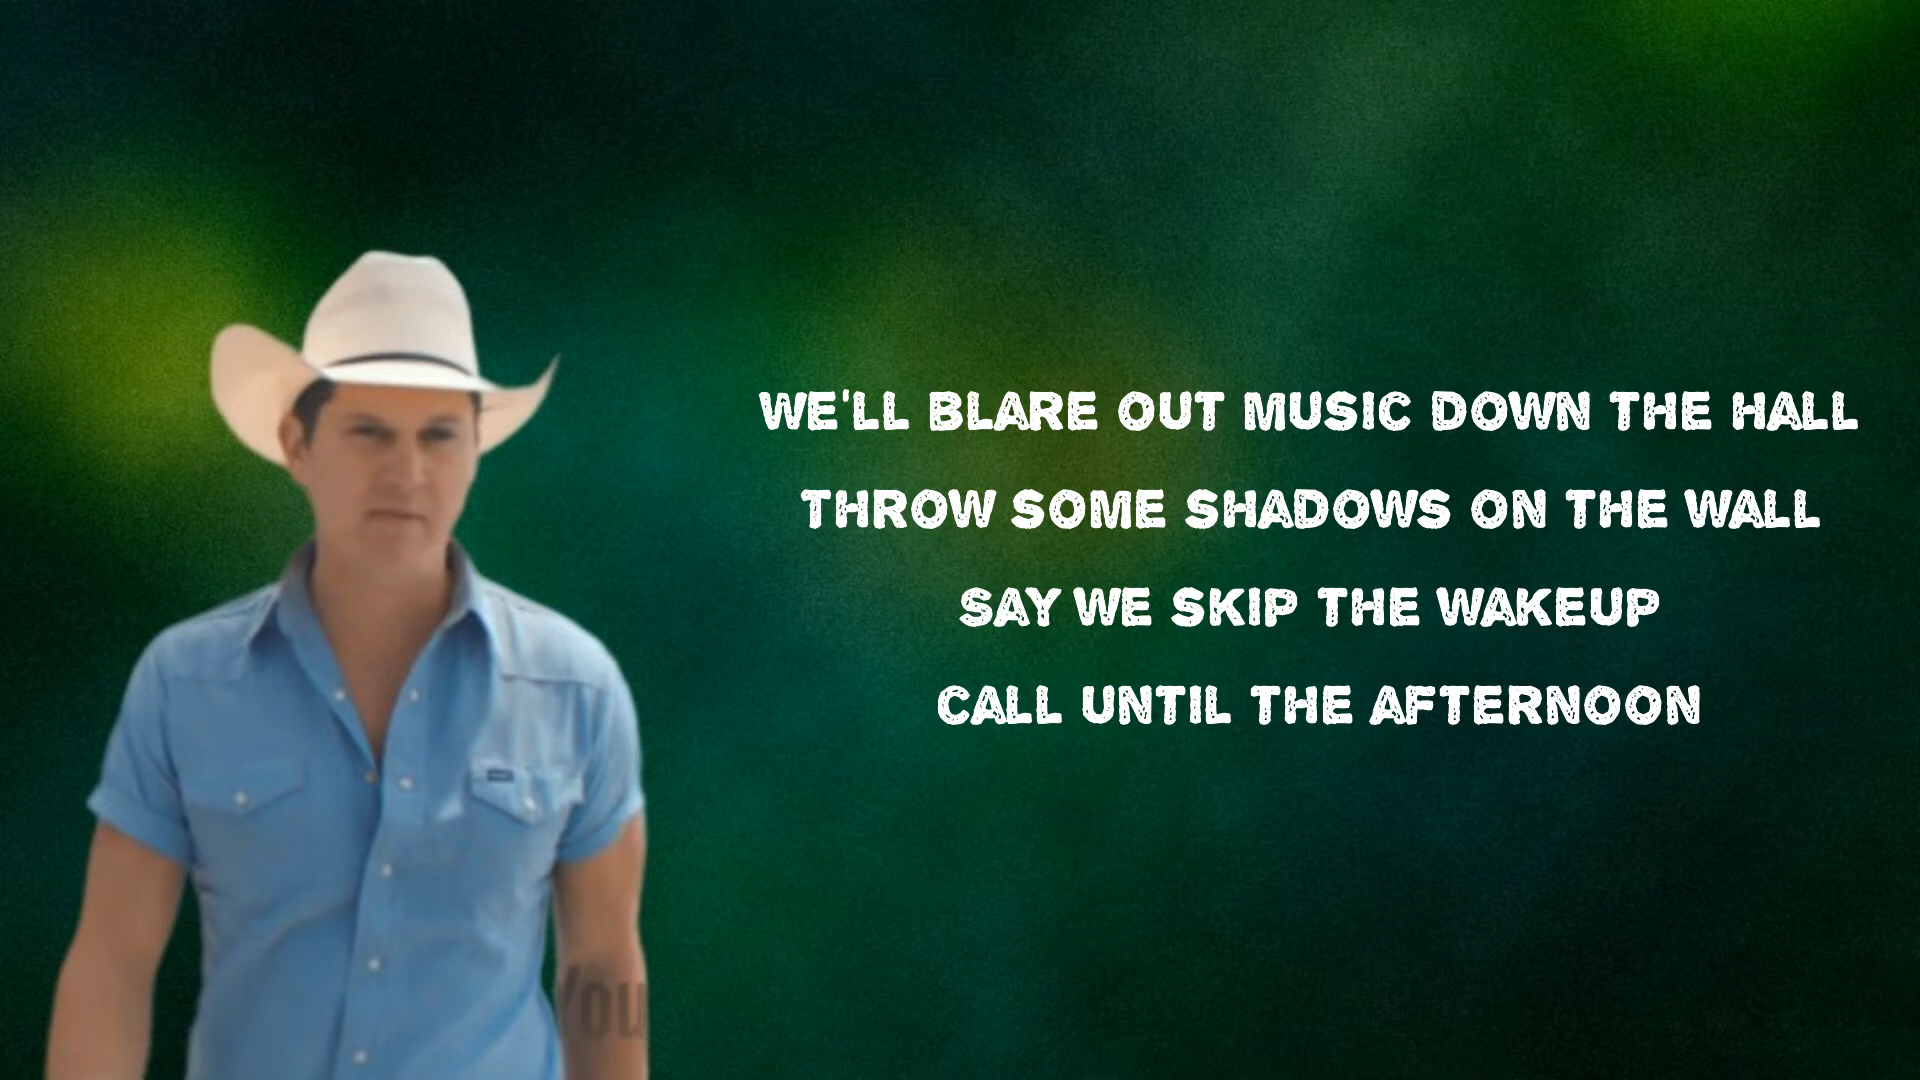 WE'LL BLARE OUT MUSIC DOWN THE HALL
THROW SOME SHADOWS ON THE WALL
SAY WE SKIP THE WAKEUP
CALL UNTIL THE AFTERNOON
You